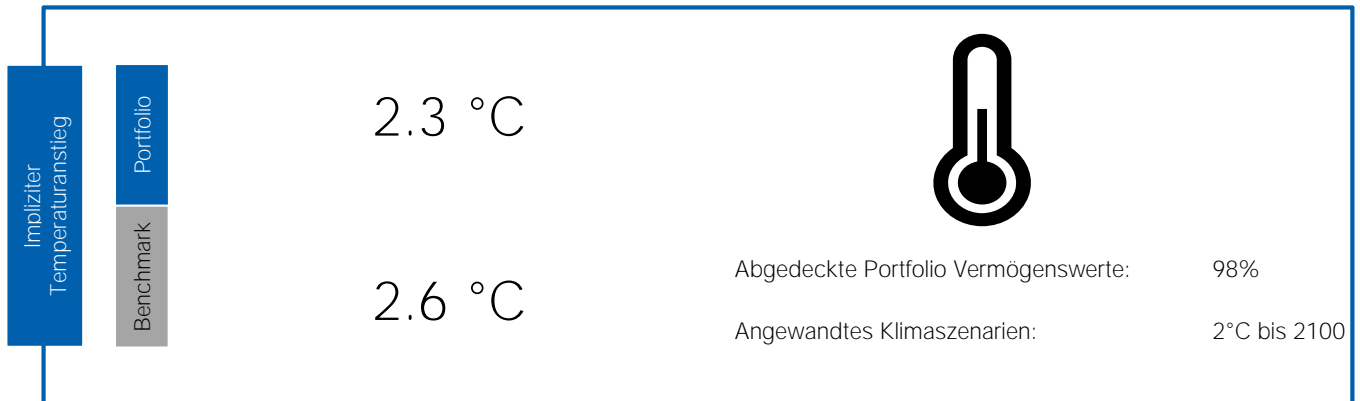 Impliziter
Temperaturanstieg
Portfolio
2.3 °C
Benchmark
2.6 °C
Abgedeckte Portfolio Vermögenswerte: 98%
Angewandtes Klimaszenarien: 2°C bis 2100